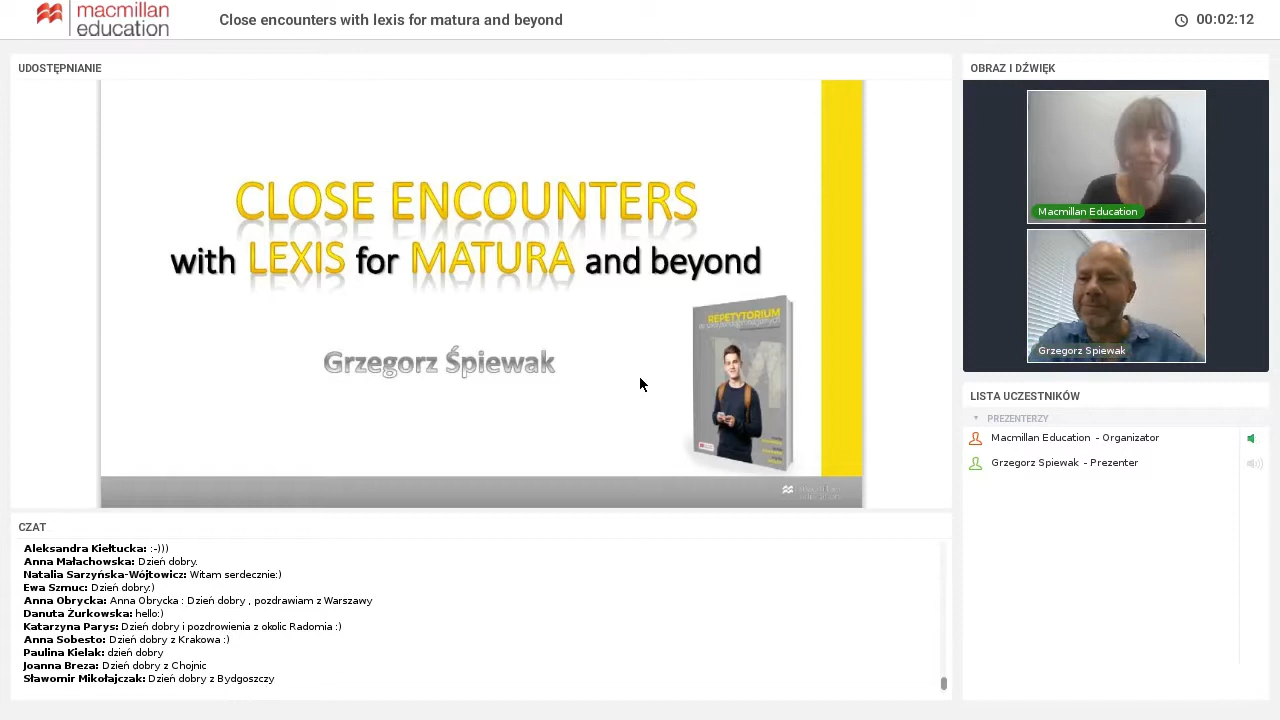 macmillan
education
Close encounters with lexis for matura and beyond
00:02:12
UDOSTĘPNIANIE
CLOSE ENCOUNTERS
with LEXIS for MATURA and beyond
Grzegorz Śpiewak
REPETYTORIUM
OBRAZ I DŹWIĘK
Macmillan Education
Grzegorz Spiewak
LISTA UCZESTNIKÓW
PREZENTERZY
Macmillan Education - Organizator
Grzegorz Spiewak - Prezenter
CZAT
Aleksandra Kiełtucka: :-)))
Anna Małachowska: Dzień dobry.
Natalia Sarzyńska-Wójtowicz: Witam serdecznie:)
Ewa Szmuc: Dzień dobry:)
Anna Obrycka: Anna Obrycka : Dzień dobry , pozdrawiam z Warszawy
Danuta Żurkowska: hello:)
Katarzyna Parys: Dzień dobry i pozdrowienia z okolic Radomia :)
Anna Sobesto: Dzień dobry z Krakowa :)
Paulina Kielak: dzień dobry
Joanna Breza: Dzień dobry z Chojnic
Sławomir Mikołajczak: Dzień dobry z Bydgoszczy